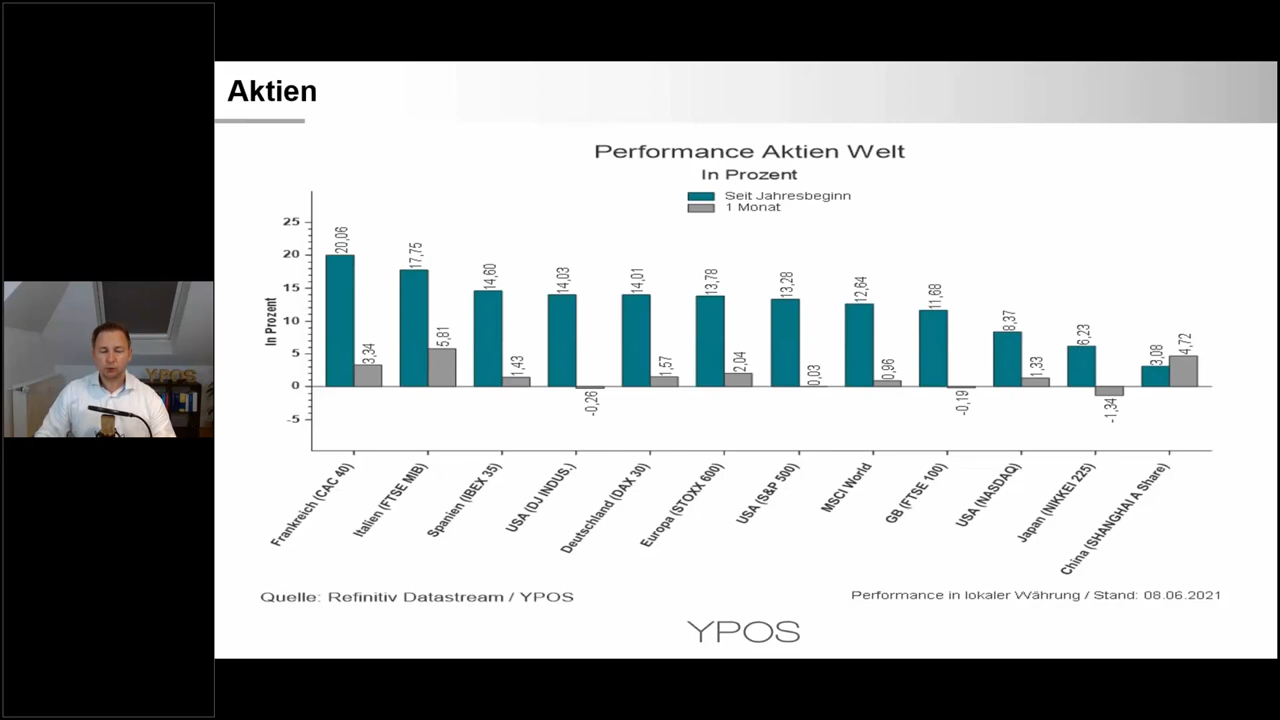 Aktien
Performance Aktien Welt
In Prozent
Seit Jahresbeginn
1 Monat
In Prozent
25
20
15
10
5
0
-5
20,06
3,34
17,75
5,81
14,60
1,43
14,03
-0,26
14,01
1,57
13,78
2,04
13,28
0,03
12,64
0,96
11,68
-0,19
8,37
1,33
6,23
-1,34
3,08
4,72
Frankreich (CAC 40)
Italien (FTSE MIB)
Spanien (IBEX 35)
USA (DJ INDUS.)
Deutschland (DAX 30)
Europa (STOXX 600)
USA (S&P 500)
MSCI World
GB (FTSE 100)
USA (NASDAQ)
Japan (NIKKEI 225)
China (SHANGHAI A Share)
Quelle: Refinitiv Datastream / YPOS
Performance in lokaler Währung / Stand: 08.06.2021
YPOS
YPOS